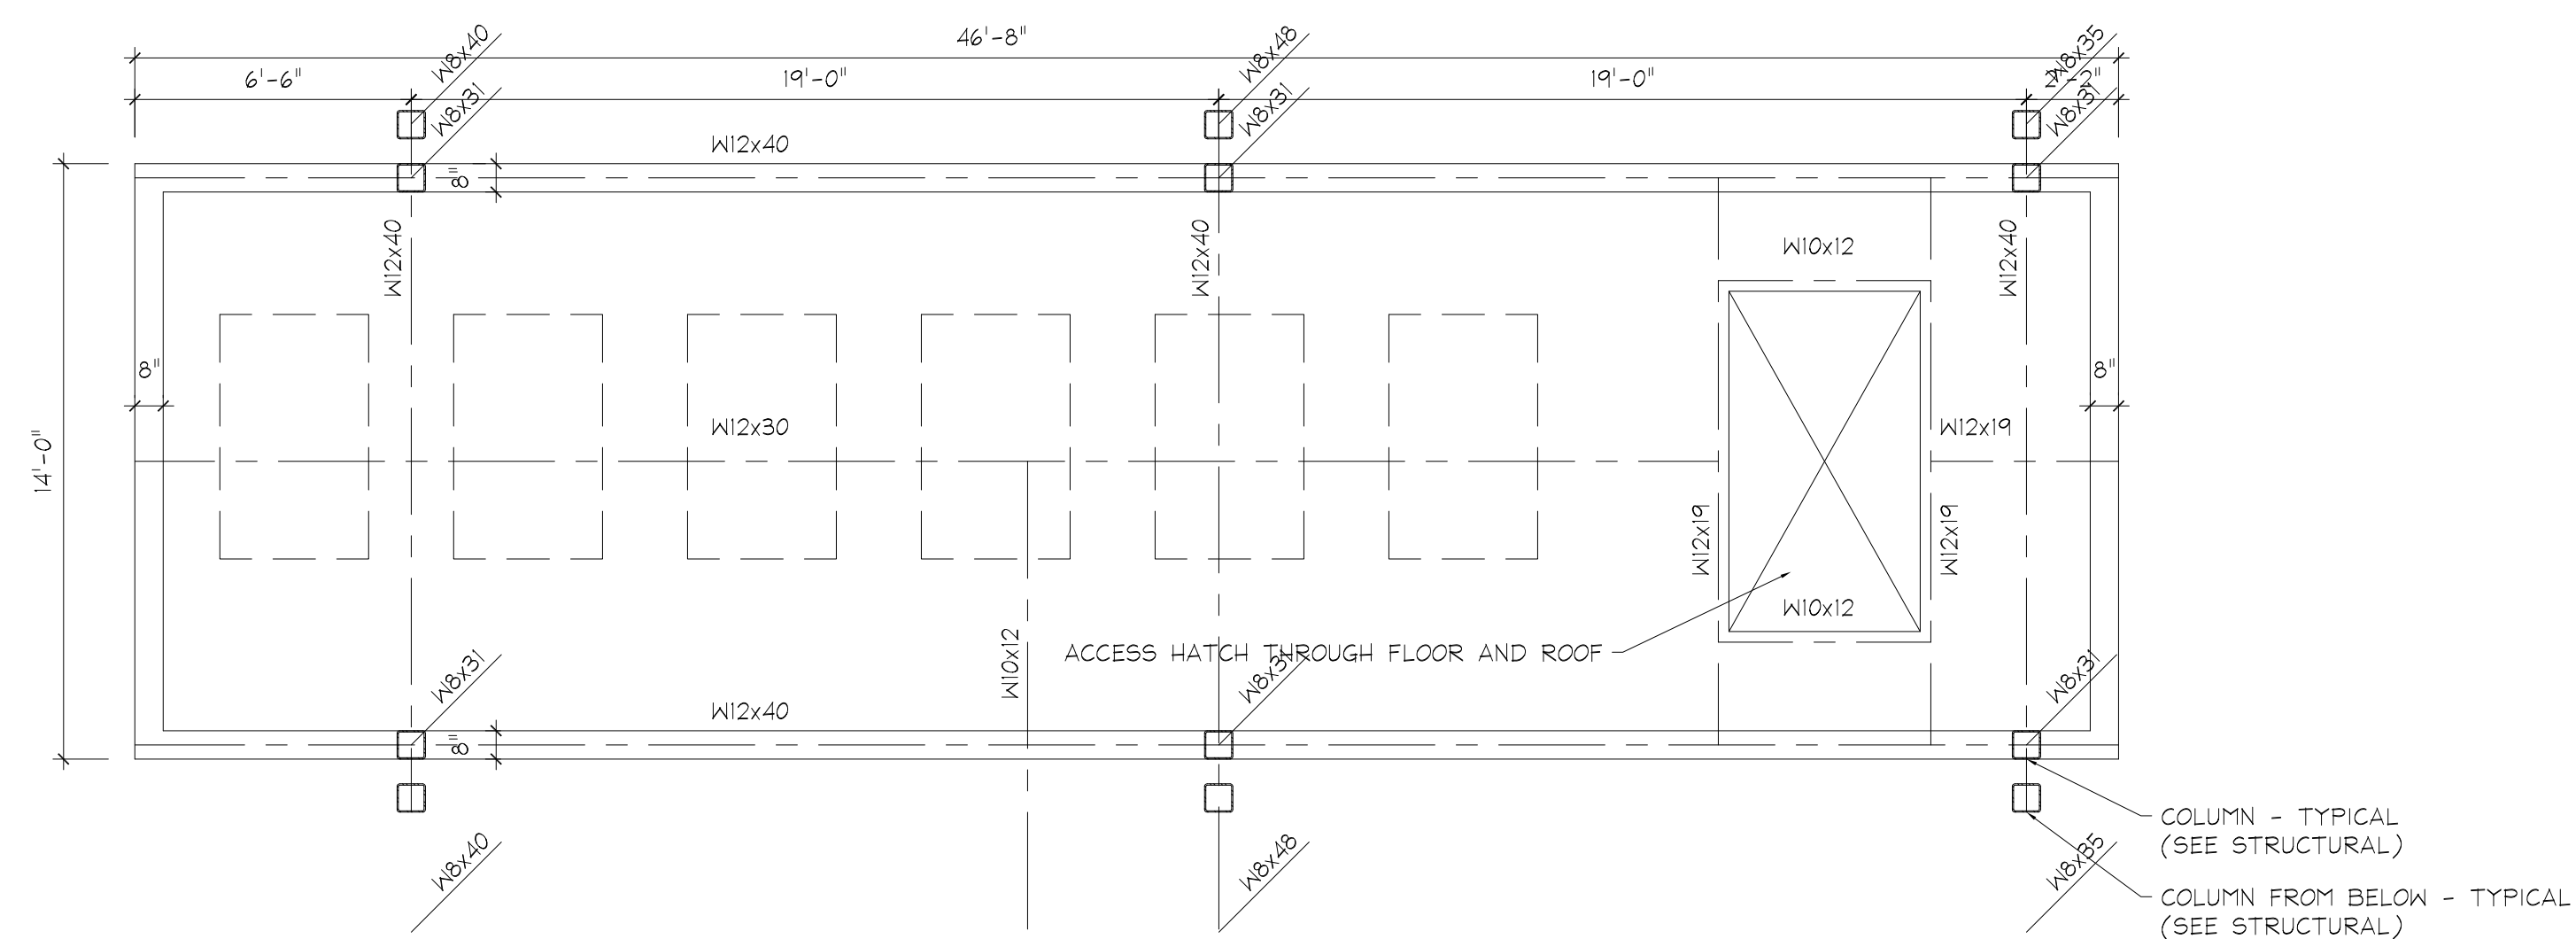 46'-8"
6'-6"
19'-0"
19'-0"
2'-2"
W8x40
W8x48
W8x35
W8x31
W8x31
W8x31
W12x40
8"
W12x40
W12x40
W12x40
W10x12
8"
8"
14'-0"
W12x30
W12x19
W12x19
W12x19
W10x12
W10x12
ACCESS HATCH THROUGH FLOOR AND ROOF
W8x31
W8x31
W8x31
W12x40
8"
COLUMN - TYPICAL
(SEE STRUCTURAL)
W8x40
W8x48
W8x35
COLUMN FROM BELOW - TYPICAL
(SEE STRUCTURAL)